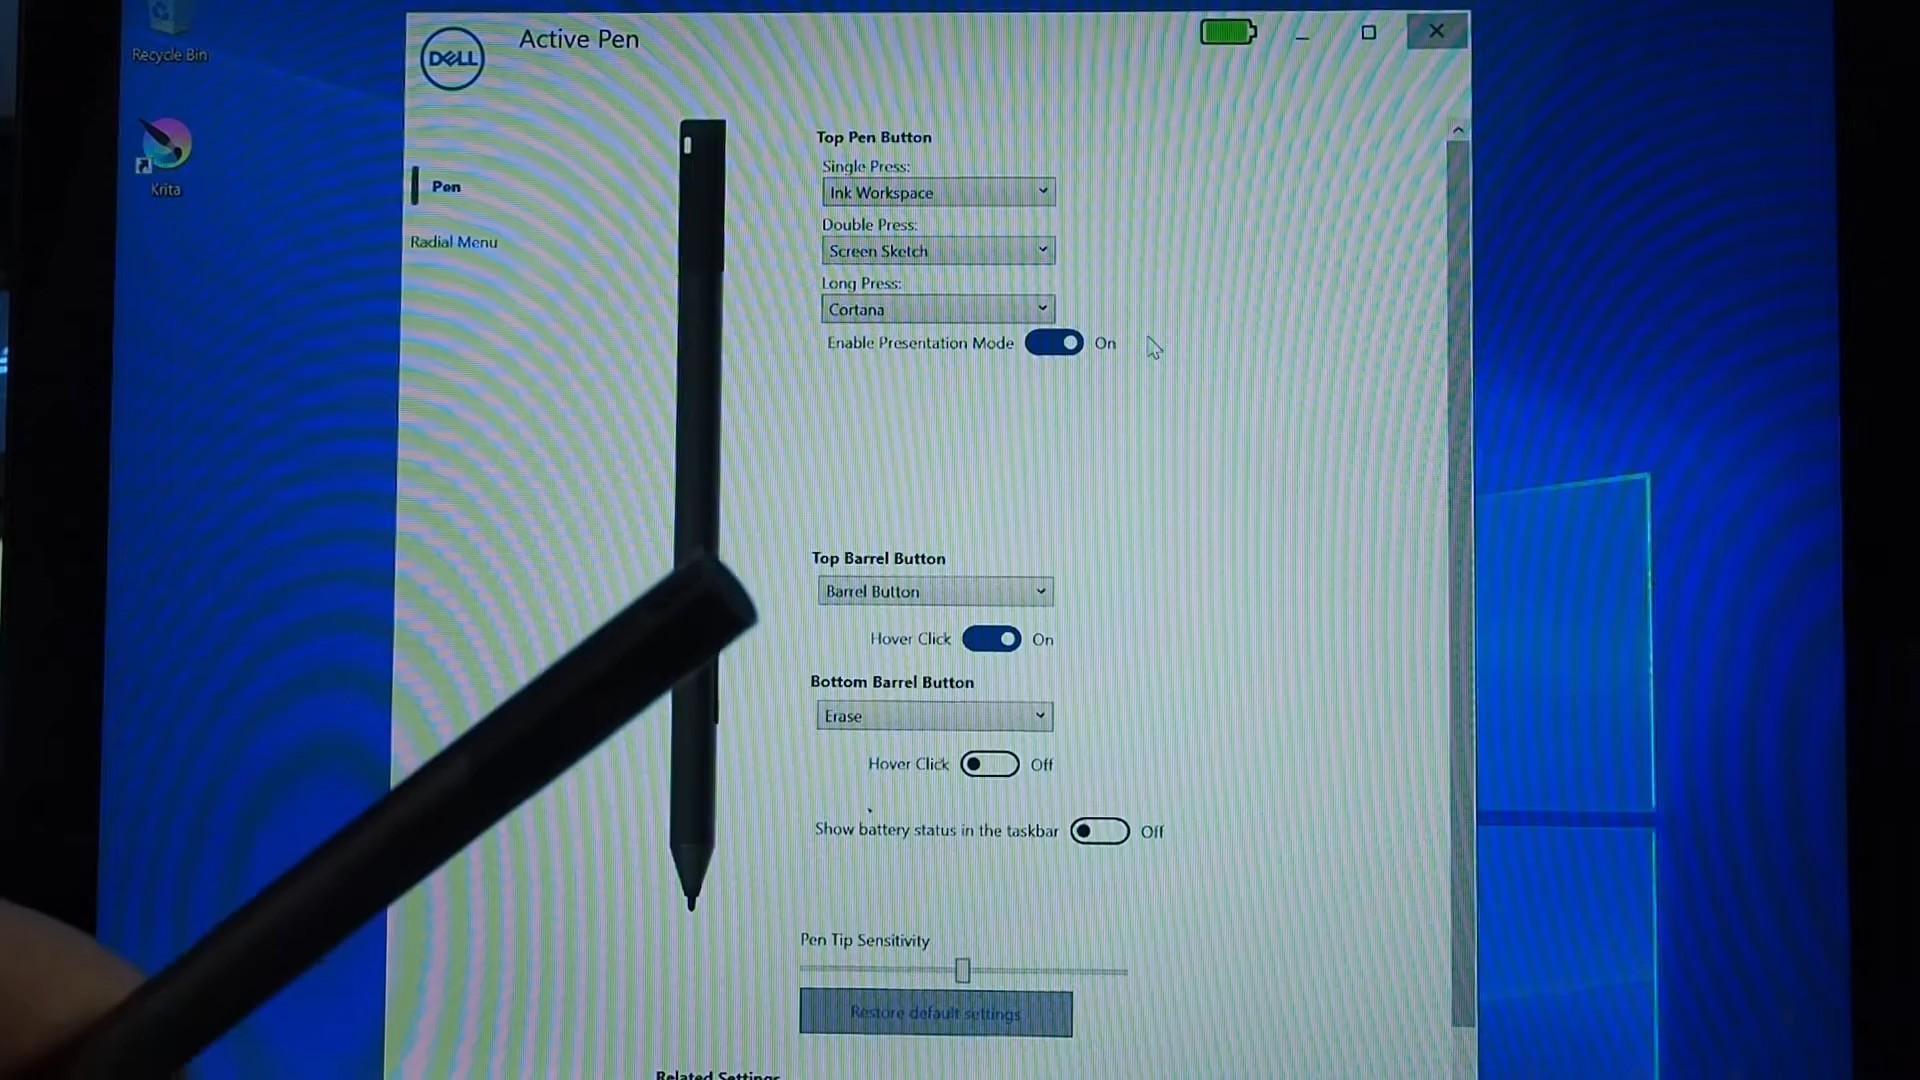 Recycle Bin
Krita
DELL
Active Pen
Pen
Radial Menu
Top Pen Button
Single Press:
Ink Workspace
Double Press:
Screen Sketch
Long Press:
Cortana
Enable Presentation Mode On
Top Barrel Button
Barrel Button
Hover Click On
Bottom Barrel Button
Erase
Hover Click Off
Show battery status in the taskbar Off
Pen Tip Sensitivity
Restore default settings
Related Settings